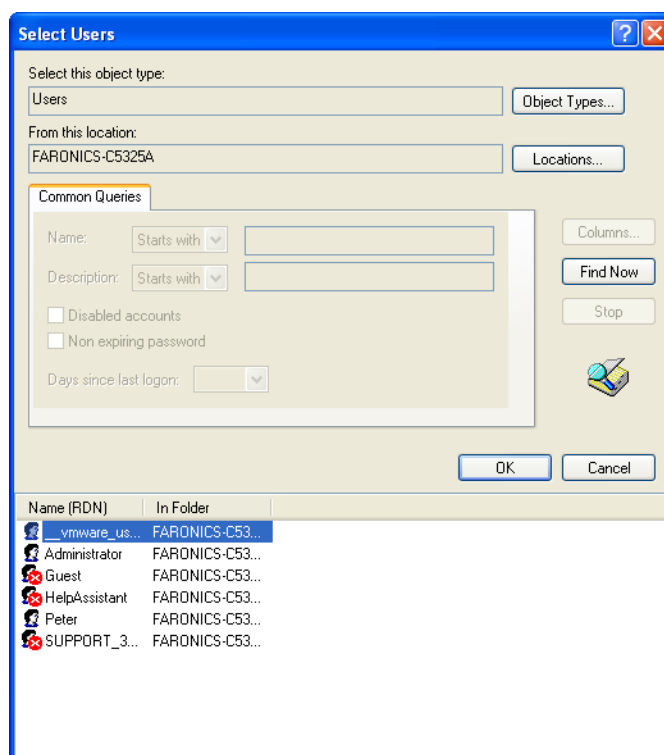 Select Users
Select this object type:
Users
Object Types...
From this location:
FARONICS-C5325A
Locations...
Common Queries
Name:
Starts with
Columns...
Description:
Starts with
Find Now
Disabled accounts
Stop
Non expiring password
Days since last logon:
OK
Cancel
Name (RDN) In Folder
__vmware_us... FARONICS-C53...
Administrator FARONICS-C53...
Guest FARONICS-C53...
HelpAssistant FARONICS-C53...
Peter FARONICS-C53...
SUPPORT_3... FARONICS-C53...